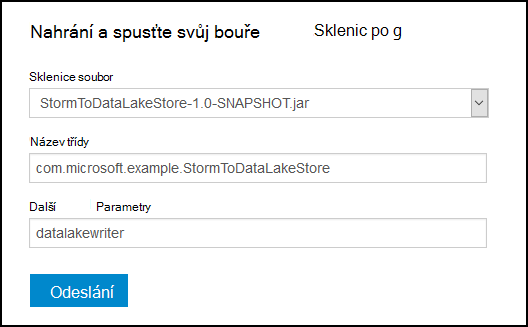 Nahrání a spusťte svůj bouře Sklenic po g
Sklenice soubor
StormToDataLakeStore-1.0-SNAPSHOT.jar
Název třídy
com.microsoft.example.StormToDataLakeStore
Další Parametry
datalakewriter
Odeslání